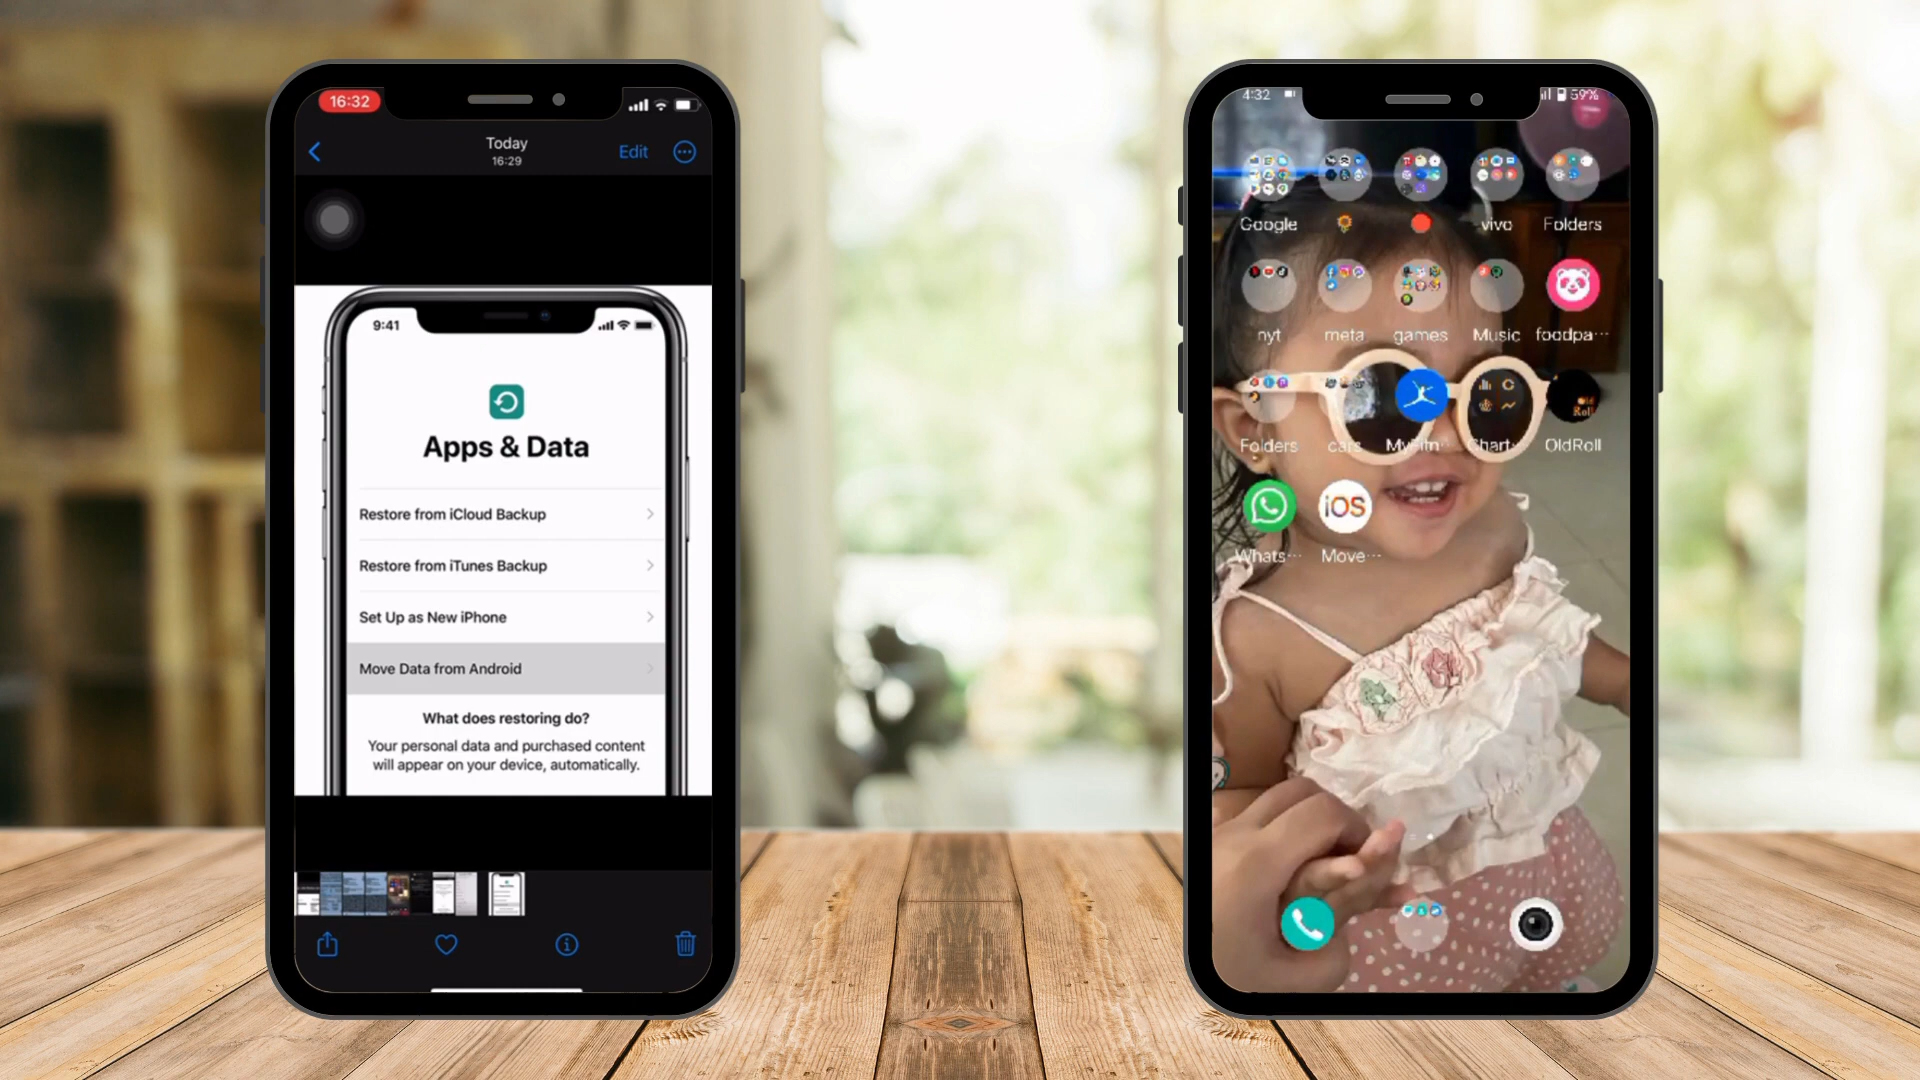 16:32
Today
16:29
Edit
9:41
Apps & Data
Restore from iCloud Backup
Restore from iTunes Backup
Set Up as New iPhone
Move Data from Android
What does restoring do?
Your personal data and purchased content
will appear on your device, automatically.
4:32
59%
Google
vivo
Folders
nyt
meta
games
Music
foodpa...
Folders
cars
MyFitn...
Chart...
OldRoll
iOS
Whats...
Move...